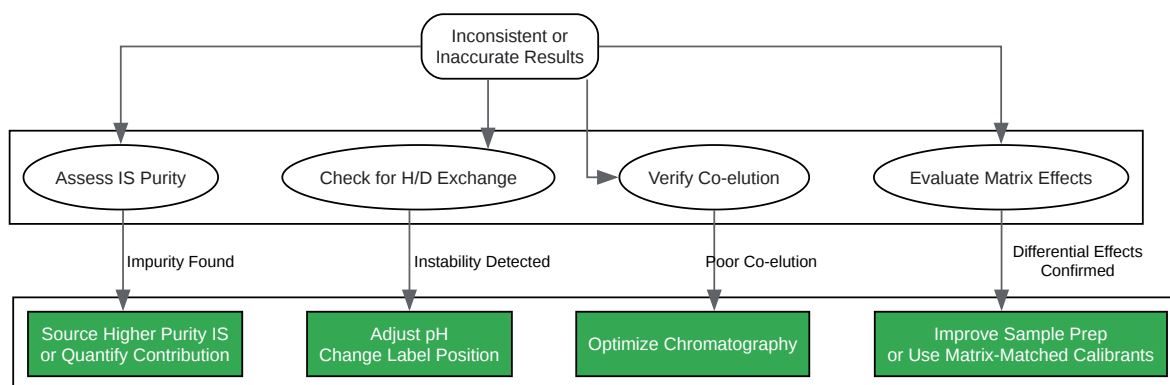 Inconsistent or
Inaccurate Results
Assess IS Purity
Check for H/D Exchange
Verify Co-elution
Evaluate Matrix Effects
Impurity Found
Instability Detected
Poor Co-elution
Differential Effects
Confirmed
Source Higher Purity IS
or Quantify Contribution
Adjust pH
Change Label Position
Optimize Chromatography
Improve Sample Prep
or Use Matrix-Matched Calibrants